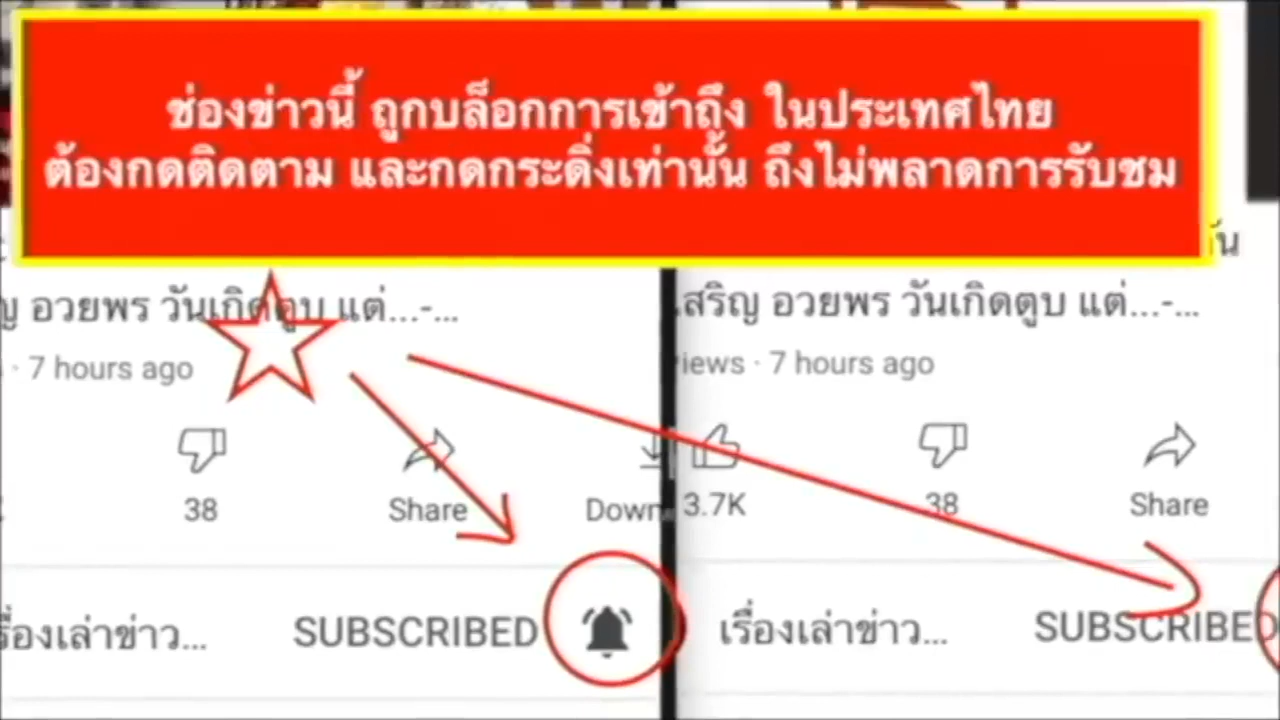 ช่องข่าวนี้ ถูกบล็อกการเข้าถึง ในประเทศไทย
ต้องกดติดตาม และกดกระดิ่งเท่านั้น ถึงไม่พลาดการรับชม
อวยพร วันเกิดตูบ แต่...-...
· 7 hours ago
38
Share
SUBSCRIBED
สริญ อวยพร วันเกิดตูบ แต่...-...
iews · 7 hours ago
3.7K
38
Share
เรื่องเล่าข่าว...
SUBSCRIBED